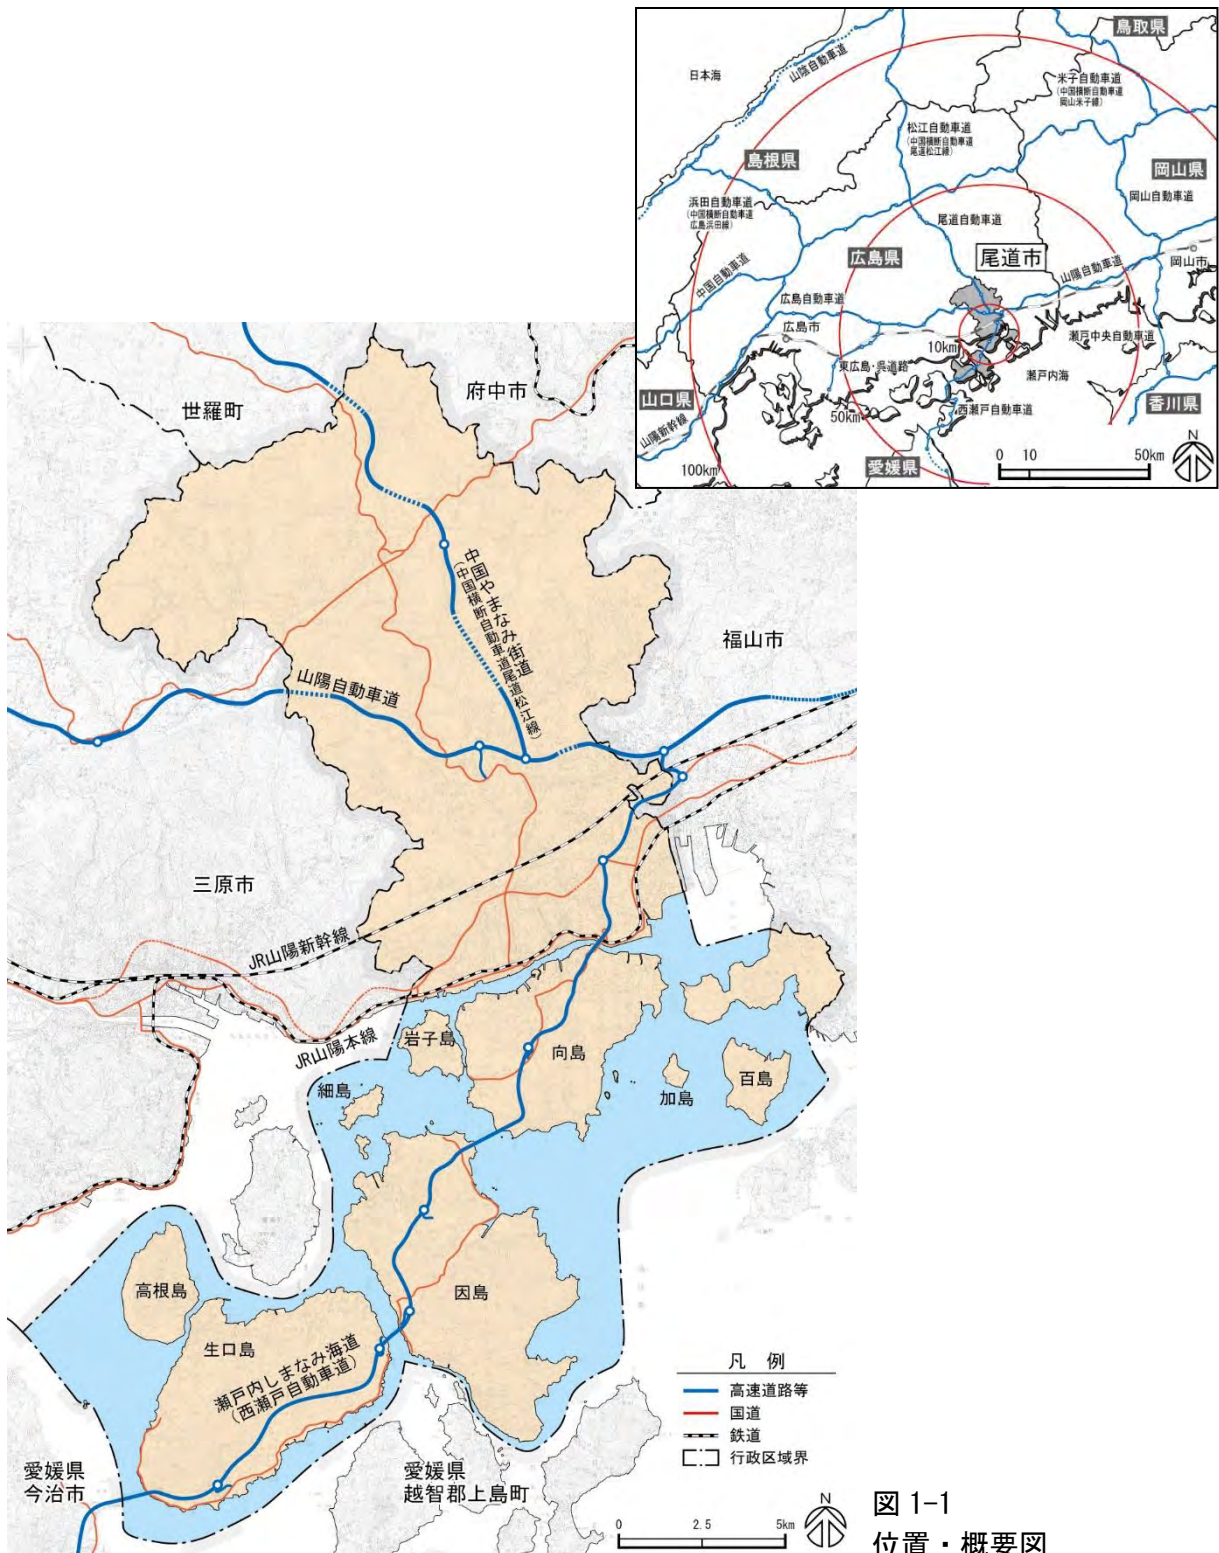 鳥取県
日本海
山陰自動車道
米子自動車道
(中国横断自動車道
岡山米子線)
松江自動車道
(中国横断自動車道
尾道松江線)
島根県
岡山県
浜田自動車道
(中国横断自動車道
広島浜田線)
岡山自動車道
尾道自動車道
広島県
尾道市
岡山市
中国自動車道
山陽自動車道
広島自動車道
広島市
10km
瀬戸中央自動車道
東広島・呉道路
瀬戸内海
山口県
50km
西瀬戸自動車道
香川県
山陽新幹線
愛媛県
100km
N
0 10 50km
世羅町
府中市
中国やまなみ街道
(中国横断自動車道尾道松江線)
福山市
山陽自動車道
三原市
JR山陽新幹線
JR山陽本線
岩子島
向島
細島
加島
百島
高根島
因島
生口島
瀬戸内しまなみ海道
(西瀬戸自動車道)
凡 例
高速道路等
国道
鉄道
行政区域界
愛媛県
今治市
愛媛県
越智郡上島町
0 2.5 5km
N
図 1-1
位置・概要図